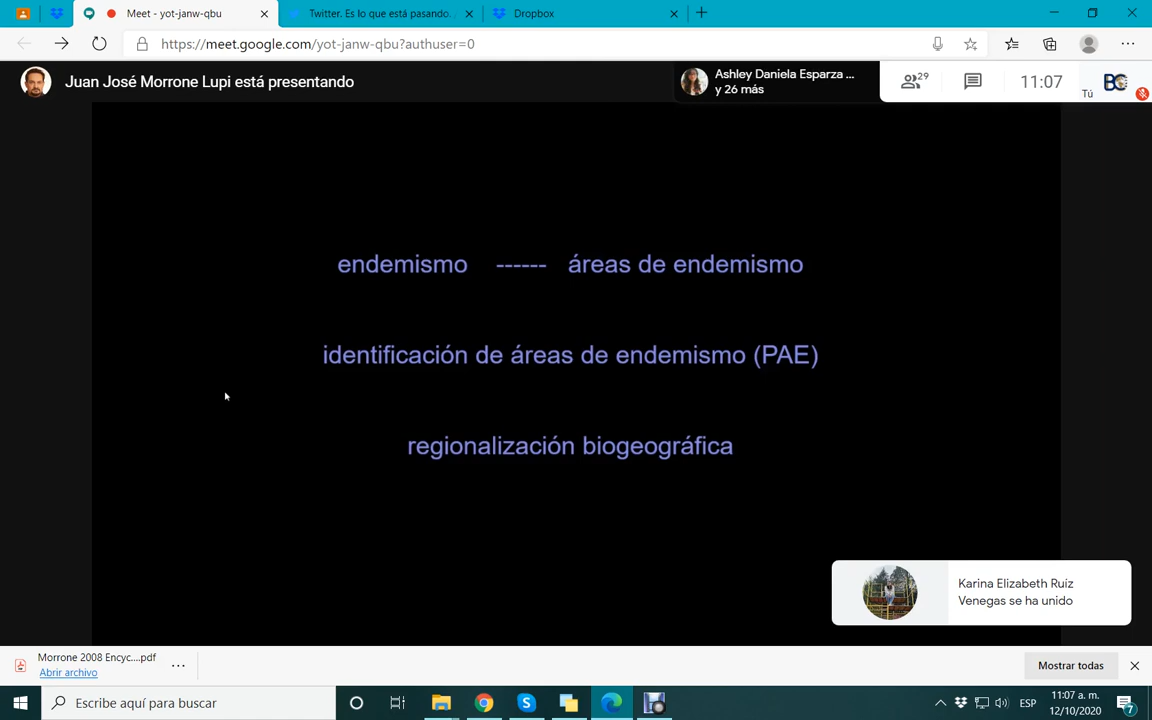 Meet - yot-janw-qbu
Twitter. Es lo que está pasando.
Dropbox
https://meet.google.com/yot-janw-qbu?authuser=0
Juan José Morrone Lupi está presentando
Ashley Daniela Esparza ...
y 26 más
29
11:07
Tú
BC
endemismo ------ áreas de endemismo
identificación de áreas de endemismo (PAE)
regionalización biogeográfica
Karina Elizabeth Ruíz
Venegas se ha unido
Morrone 2008 Encyc....pdf
Abrir archivo
Mostrar todas
Escribe aquí para buscar
ESP
11:07 a. m.
12/10/2020
7